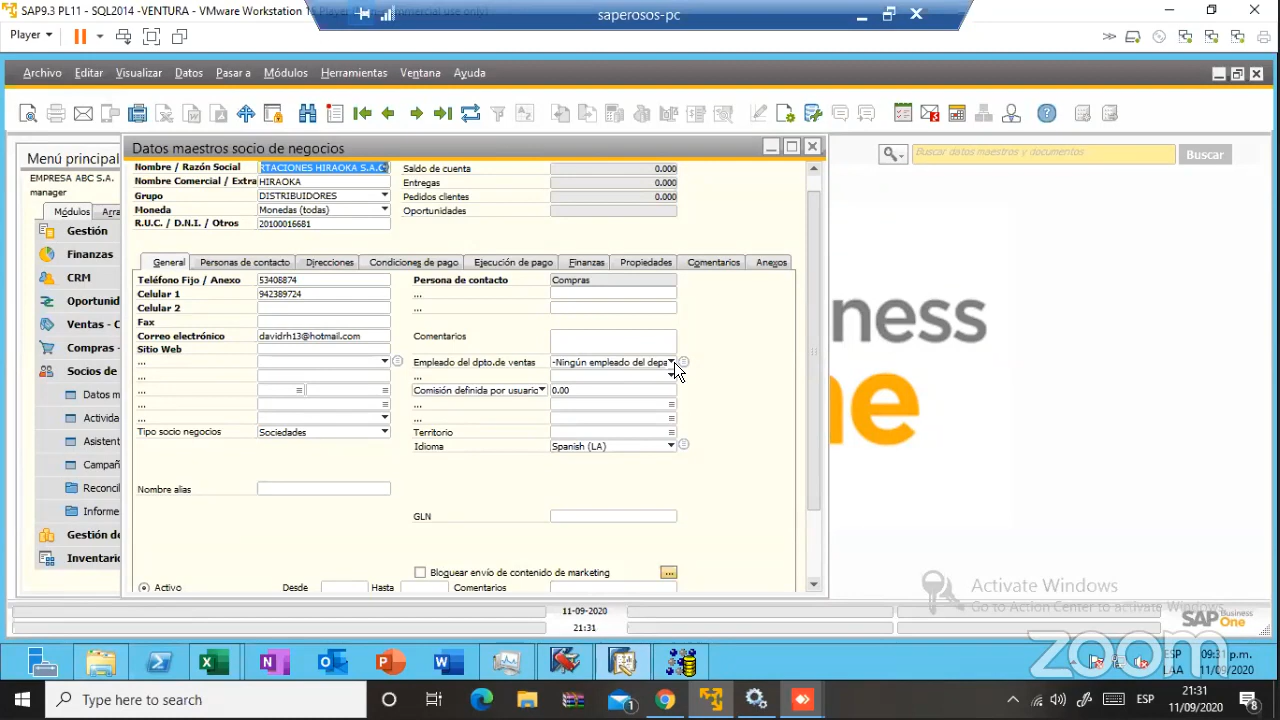 SAP9.3 PL11 - SQL2014 -VENTURA - VMware Workstation
saperosos-pc
Player
Archivo Editar Visualizar Datos Pasar a Módulos Herramientas Ventana Ayuda
Menú principal
EMPRESA ABC S.A.
manager
Módulos
Gestión
Finanzas
CRM
Oportunid
Ventas - C
Compras -
Socios de
Datos m
Actividad
Asistent
Campañ
Reconcil
Informe
Gestión de
Inventario
Datos maestros socio de negocios
Nombre / Razón Social RTACIONES HIRAOKA S.A.C
Nombre Comercial / Extra HIRAOKA
Grupo DISTRIBUIDORES
Moneda Monedas (todas)
R.U.C. / D.N.I. / Otros 20100016681
Saldo de cuenta 0.000
Entregas 0.000
Pedidos clientes 0.000
Oportunidades
General Personas de contacto Direcciones Condiciones de pago Ejecución de pago Finanzas Propiedades Comentarios Anexos
Teléfono Fijo / Anexo 53408874
Celular 1 942389724
Celular 2
Fax
Correo electrónico davidrh13@hotmail.com
Sitio Web
...
...
...
...
...
Tipo socio negocios Sociedades
Nombre alias
Persona de contacto Compras
...
...
Comentarios
Empleado del dpto.de ventas -Ningún empleado del depa
...
Comisión definida por usuario 0.00
...
...
Territorio
Idioma Spanish (LA)
GLN
Bloquear envío de contenido de marketing ...
Activo Desde Hasta Comentarios
Buscar datos maestros y documentos
Buscar
ness
ne
Activate Windows
Go to Action Center to activate Windows.
11-09-2020
21:31
SAP Business
One
zoom
ESP
LAA
09:31 p.m.
11/09/2020
Type here to search
ESP
21:31
11/09/2020
8